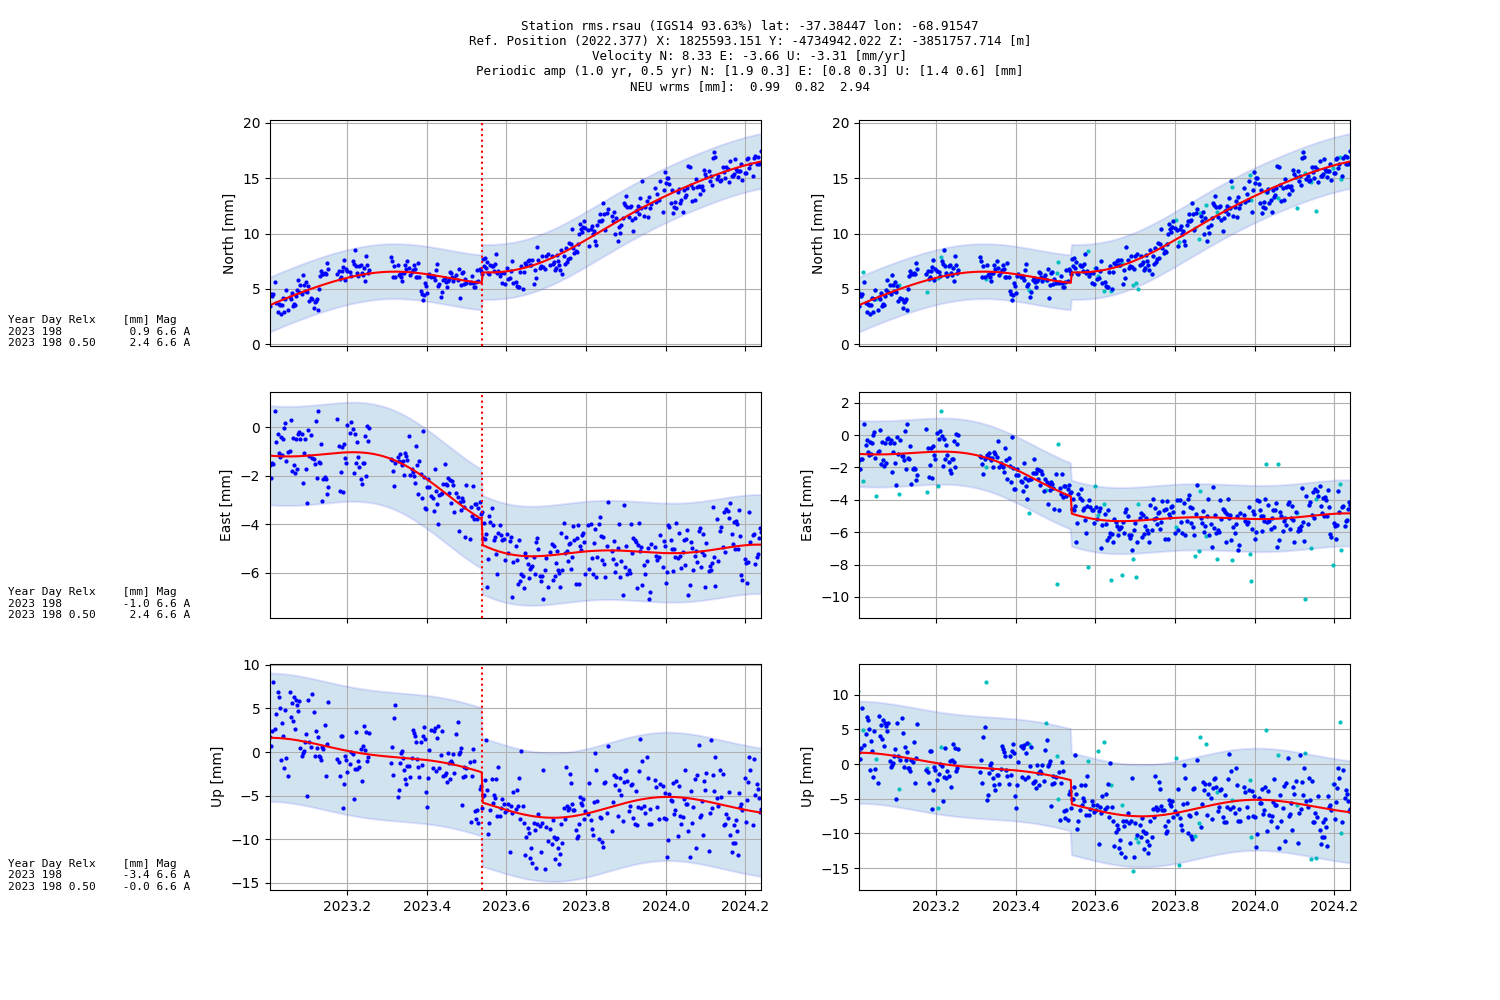 Station rms.rsau (IGS14 93.63%) lat: -37.38447 lon: -68.91547
Ref. Position (2022.377) X: 1825593.151 Y: -4734942.022 Z: -3851757.714 [m]
Velocity N: 8.33 E: -3.66 U: -3.31 [mm/yr]
Periodic amp (1.0 yr, 0.5 yr) N: [1.9 0.3] E: [0.8 0.3] U: [1.4 0.6] [mm]
NEU wrms [mm]: 0.99 0.82 2.94
Year Day Relx [mm] Mag
2023 198 0.9 6.6 A
2023 198 0.50 2.4 6.6 A
North [mm]
20
15
10
5
0
North [mm]
20
15
10
5
0
Year Day Relx [mm] Mag
2023 198 -1.0 6.6 A
2023 198 0.50 2.4 6.6 A
East [mm]
0
−2
−4
−6
East [mm]
2
0
−2
−4
−6
−8
−10
Year Day Relx [mm] Mag
2023 198 -3.4 6.6 A
2023 198 0.50 -0.0 6.6 A
Up [mm]
10
5
0
−5
−10
−15
2023.2 2023.4 2023.6 2023.8 2024.0 2024.2
Up [mm]
10
5
0
−5
−10
−15
2023.2 2023.4 2023.6 2023.8 2024.0 2024.2